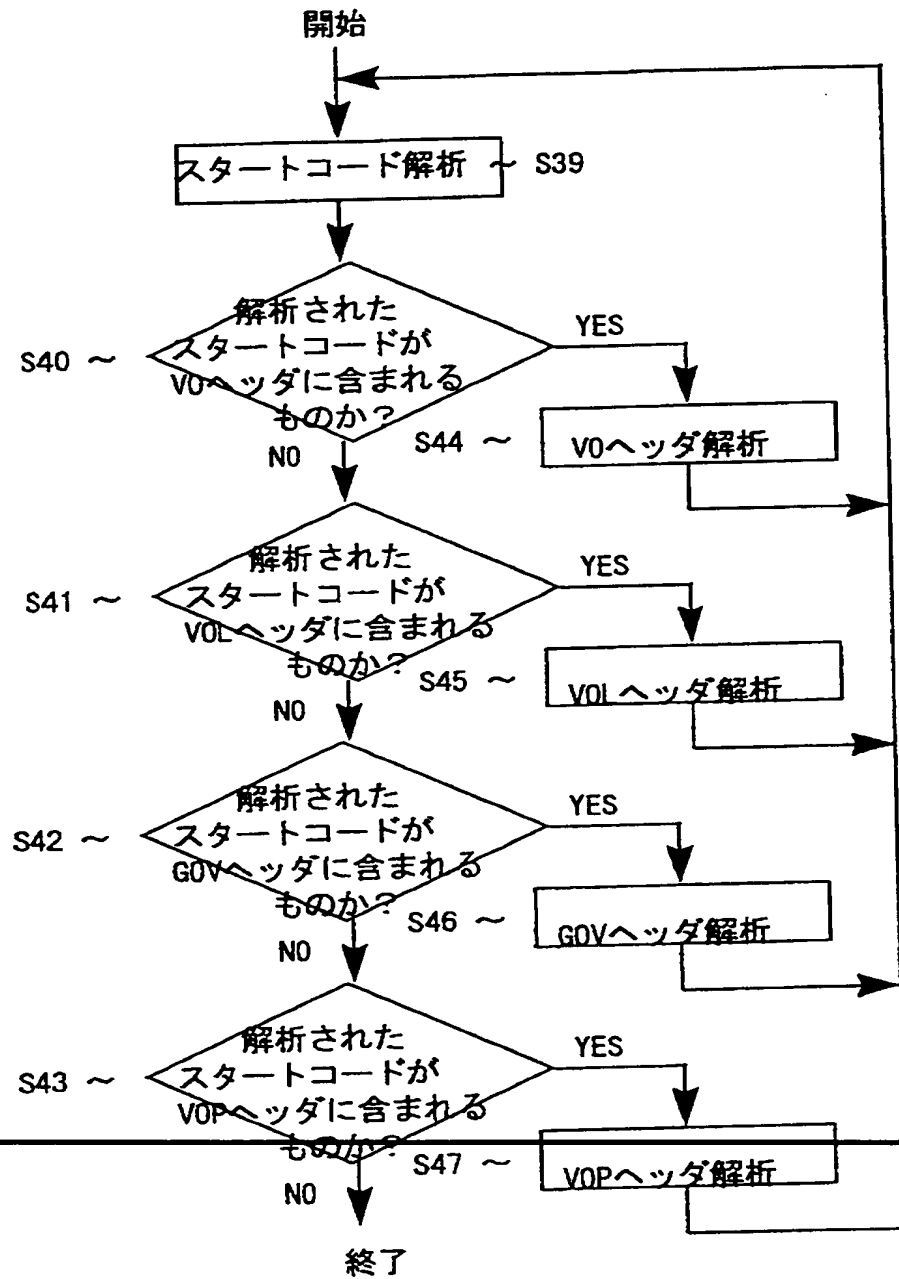 開始
スタートコード解析 ~ S39
解析された
スタートコードが
VOヘッダに含まれる
ものか?
S40 ~
YES
NO
S44 ~
VOヘッダ解析
解析された
スタートコードが
VOLヘッダに含まれる
ものか?
S41 ~
YES
NO
S45 ~
VOLヘッダ解析
解析された
スタートコードが
GOVヘッダに含まれる
ものか?
S42 ~
YES
NO
S46 ~
GOVヘッダ解析
解析された
スタートコードが
VOPヘッダに含まれる
ものか?
S43 ~
YES
NO
S47 ~
VOPヘッダ解析
終了